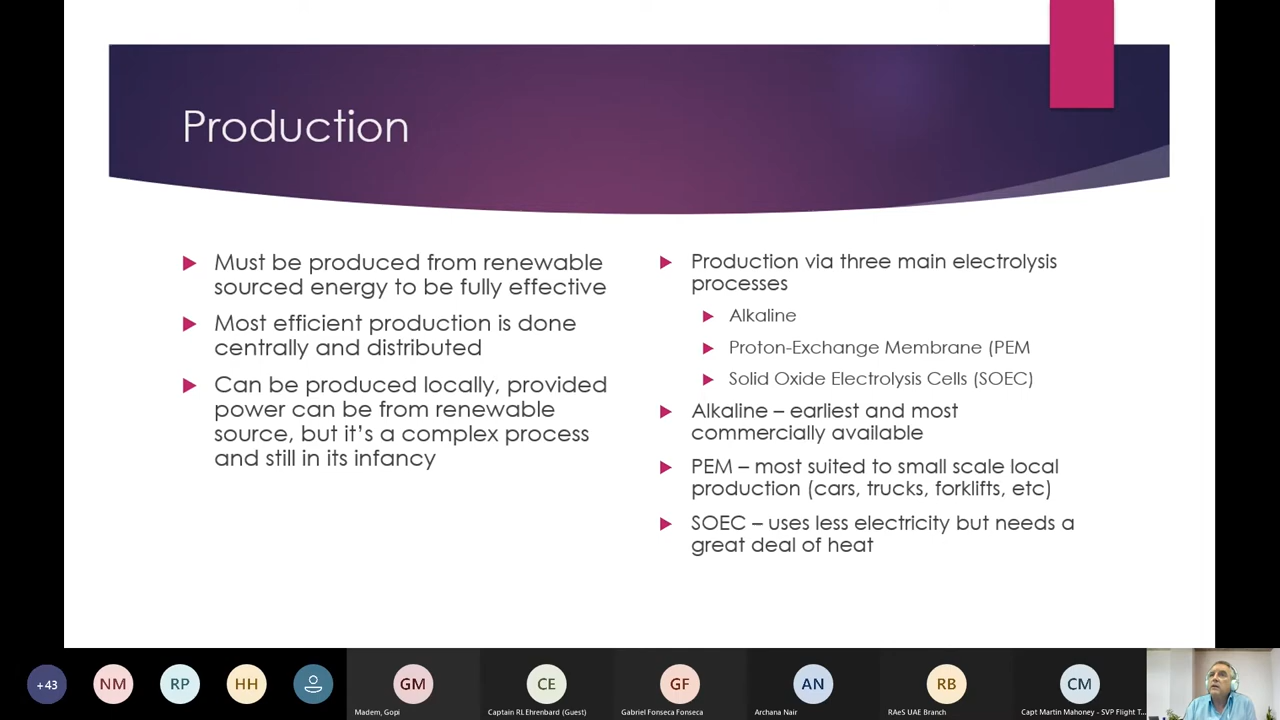 Production
Must be produced from renewable
sourced energy to be fully effective
Most efficient production is done
centrally and distributed
Can be produced locally, provided
power can be from renewable
source, but it's a complex process
and still in its infancy
Production via three main electrolysis
processes
Alkaline
Proton-Exchange Membrane (PEM
Solid Oxide Electrolysis Cells (SOEC)
Alkaline – earliest and most
commercially available
PEM – most suited to small scale local
production (cars, trucks, forklifts, etc)
SOEC – uses less electricity but needs a
great deal of heat
+43
NM
RP
HH
GM
CE
GF
AN
RB
CM
Madem, Gopi
Captain RL Ehrenbard (Guest)
Gabriel Fonseca Fonseca
Archana Nair
RAeS UAE Branch
Capt Martin Mahoney - SVP Flight T...